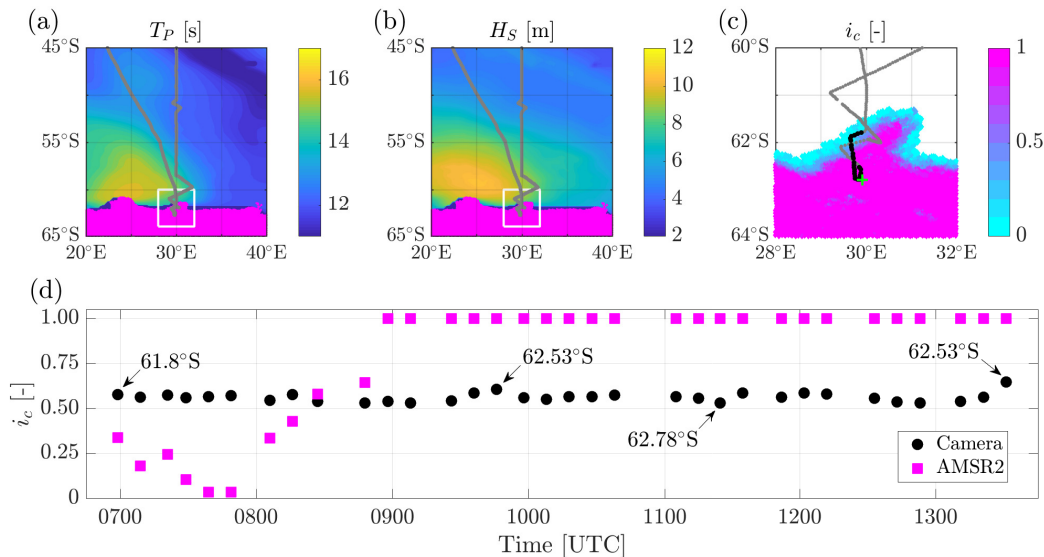 (a)
T_P [s]
45°S
55°S
65°S
20°E
30°E
40°E
16
14
12
(b)
H_S [m]
45°S
55°S
65°S
20°E
30°E
40°E
12
10
8
6
4
2
(c)
i_c [-]
60°S
62°S
64°S
28°E
30°E
32°E
1
0.5
0
(d)
1.00
0.75
0.50
0.25
0
i_c [-]
61.8°S
62.53°S
62.78°S
62.53°S
Camera
AMSR2
0700
0800
0900
1000
1100
1200
1300
Time [UTC]